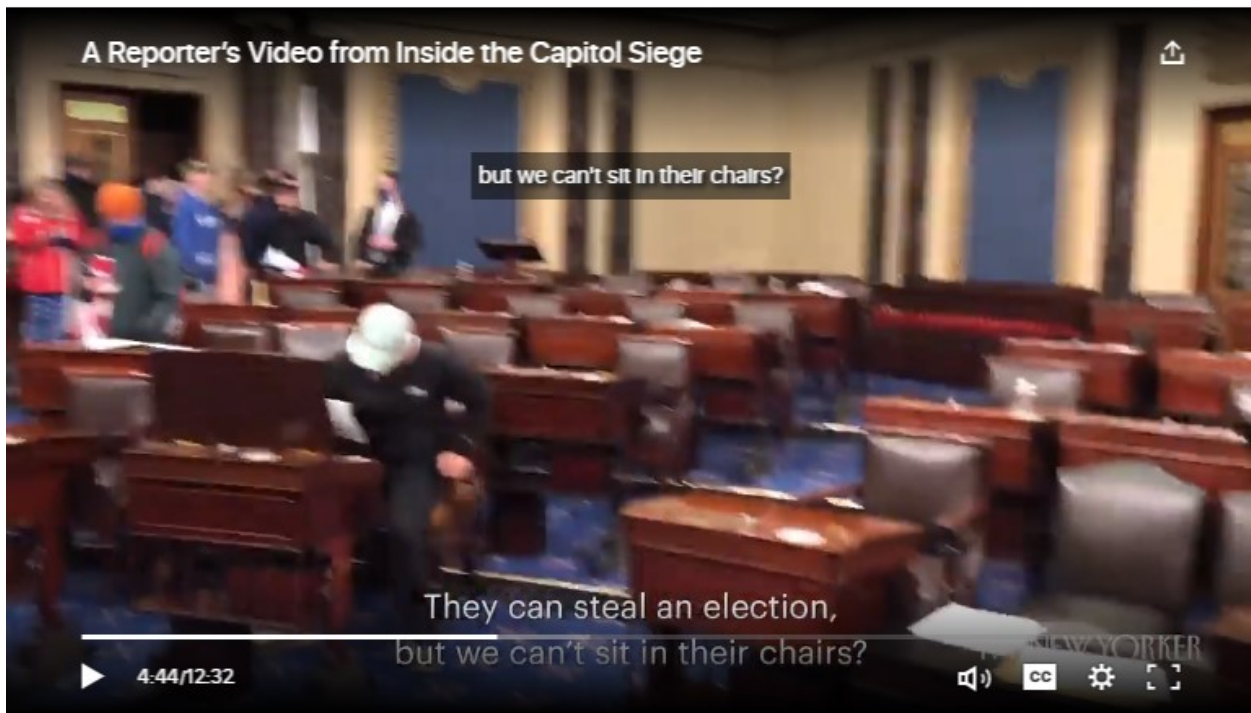 A Reporter's Video from Inside the Capitol Siege
but we can't sit in their chairs?
They can steal an election,
but we can't sit in their chairs?
NEW YORKER
4:44/12:32
CC